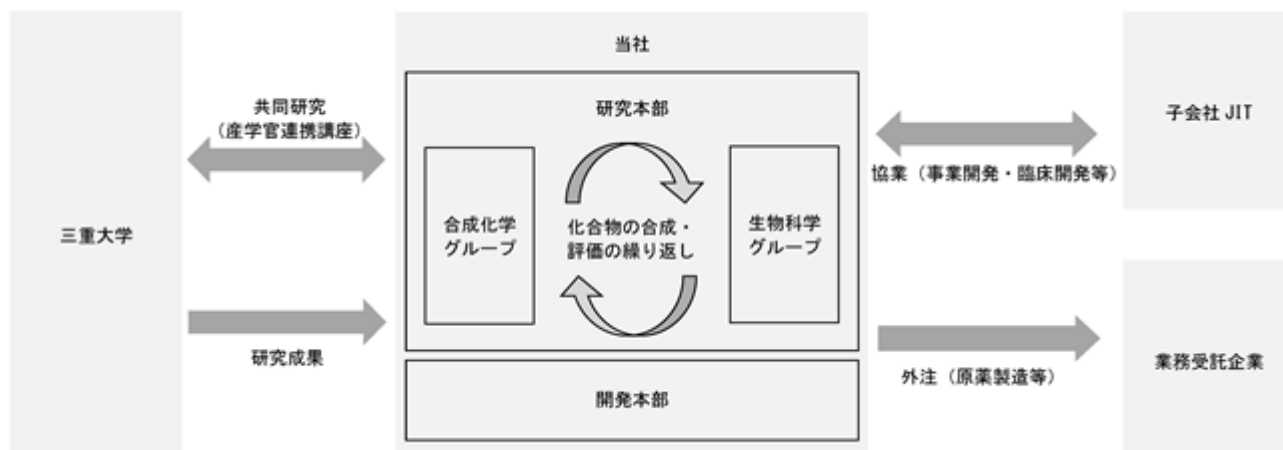 三重大学
共同研究
（産学官連携講座）
研究成果
当社
研究本部
合成化学
グループ
化合物の合成・
評価の繰り返し
生物科学
グループ
開発本部
協業（事業開発・臨床開発等）
外注（原薬製造等）
子会社 JIT
業務受託企業